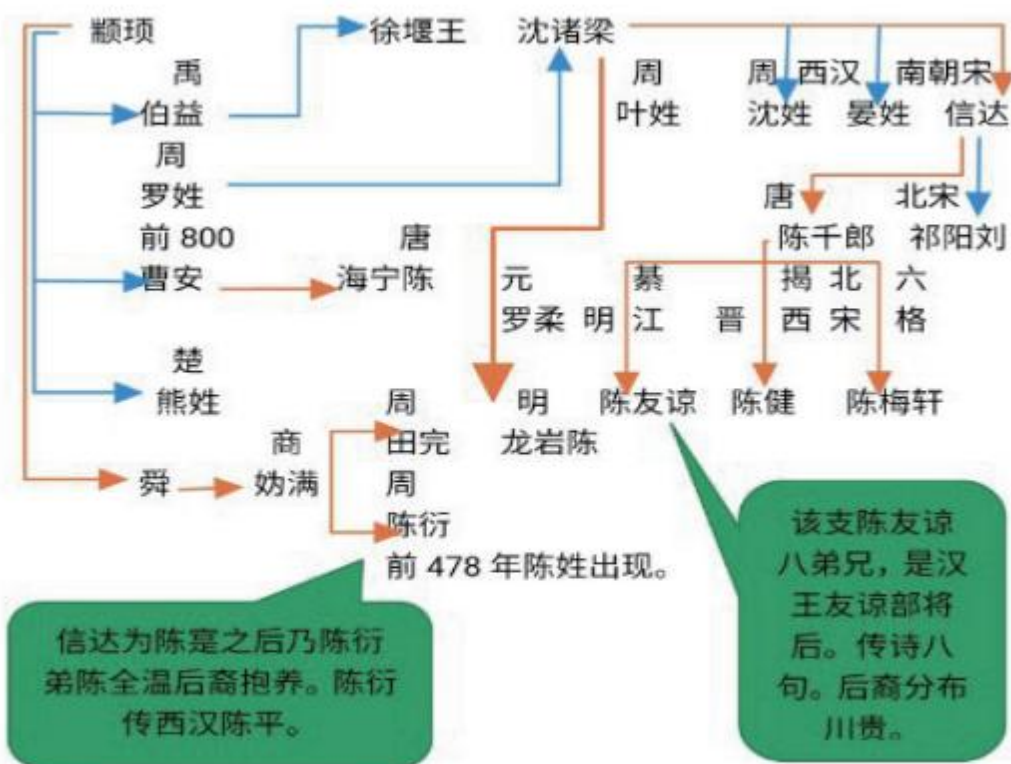 颛顼
徐堰王
沈诸梁
禹
伯益
周
叶姓
周
沈姓
西汉
晏姓
南朝宋
信达
周
罗姓
前 800
曹安
唐
海宁陈
唐
陈千郎
北宋
祁阳刘
元
罗柔
明
綦
江
晋
揭
西
北
宋
六
格
楚
熊姓
周
田完
明
龙岩陈
陈友谅
陈健
陈梅轩
舜
商
妫满
周
陈衍
前 478 年陈姓出现。
信达为陈寔之后乃陈衍
弟陈全温后裔抱养。陈衍
传西汉陈平。
该支陈友谅
八弟兄，是汉
王友谅部将
后。传诗八
句。后裔分布
川贵。